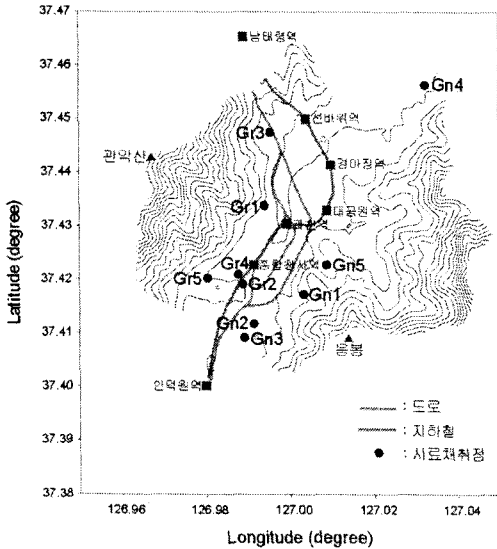 37.47
37.46
37.45
37.44
37.43
37.42
37.41
37.40
37.39
37.38
Latitude (degree)
남태령역
Gn4
선바위역
Gr3
관악산
경마장역
Gr1
대공원역
Gr4
Gr5
Gr2
Gn5
Gn1
Gn2
Gn3
응봉
인덕원역
: 도로
: 지하철
: 시료채취점
126.96
126.98
127.00
127.02
127.04
Longitude (degree)